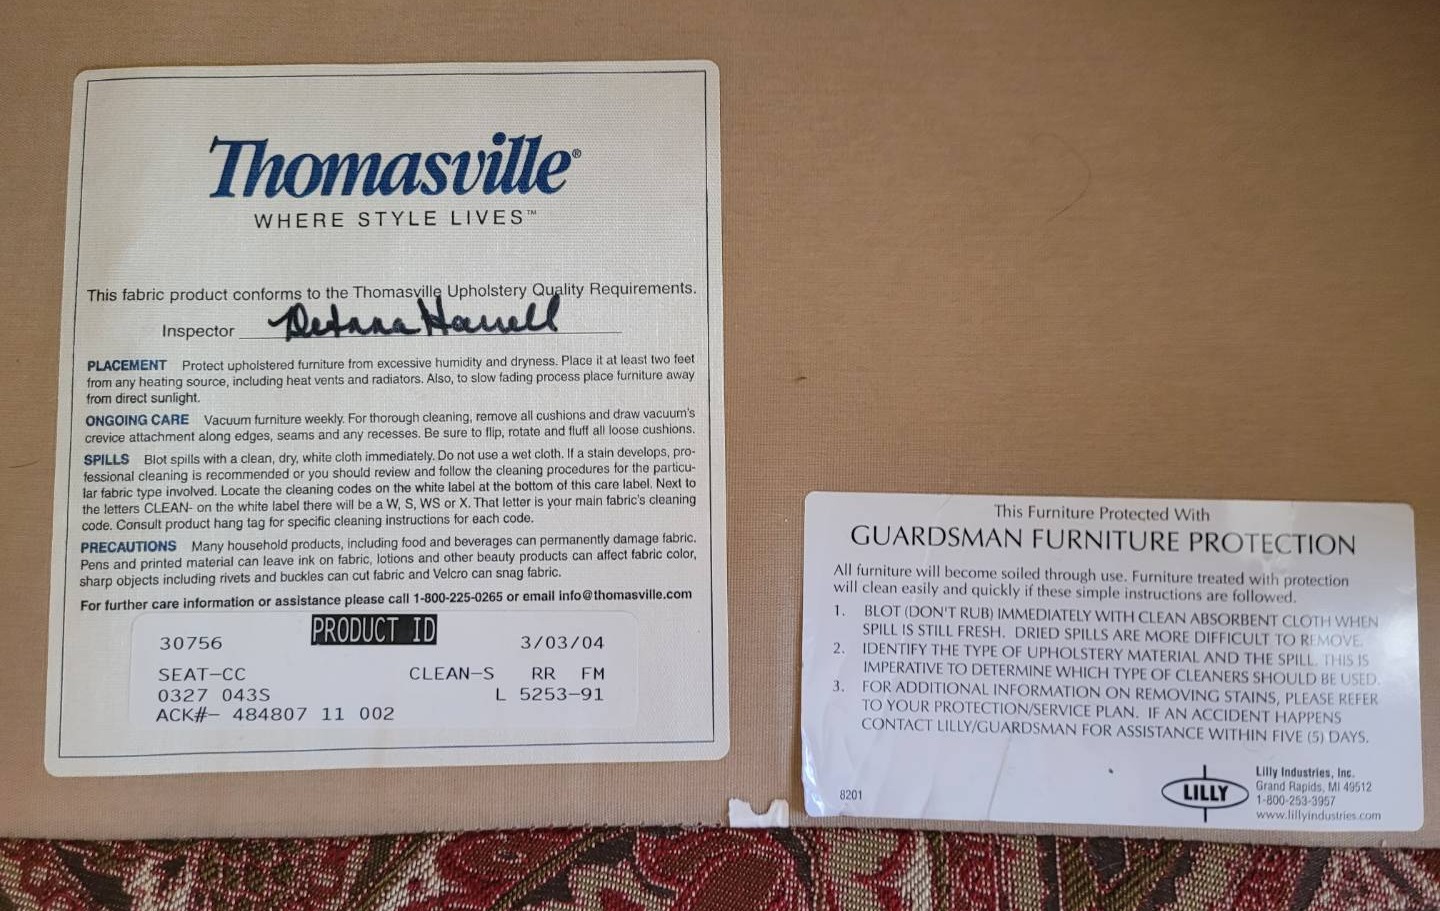 Thomasville®
WHERE STYLE LIVES™
This fabric product conforms to the Thomasville Upholstery Quality Requirements.
Inspector
PLACEMENT Protect upholstered furniture from excessive humidity and dryness. Place it at least two feet
from any heating source, including heat vents and radiators. Also, to slow fading process place furniture away
from direct sunlight.
ONGOING CARE Vacuum furniture weekly. For thorough cleaning, remove all cushions and draw vacuum's
crevice attachment along edges, seams and any recesses. Be sure to flip, rotate and fluff all loose cushions.
SPILLS Blot spills with a clean, dry, white cloth immediately. Do not use a wet cloth. If a stain develops, pro-
fessional cleaning is recommended or you should review and follow the cleaning procedures for the particu-
lar fabric type involved. Locate the cleaning codes on the white label at the bottom of this care label. Next to
the letters CLEAN- on the white label there will be a W, S, WS or X. That letter is your main fabric's cleaning
code. Consult product hang tag for specific cleaning instructions for each code.
PRECAUTIONS Many household products, including food and beverages can permanently damage fabric.
Pens and printed material can leave ink on fabric, lotions and other beauty products can affect fabric color,
sharp objects including rivets and buckles can cut fabric and Velcro can snag fabric.
For further care information or assistance please call 1-800-225-0265 or email info@thomasville.com
30756 PRODUCT ID 3/03/04
SEAT-CC CLEAN-S RR FM
0327 043S L 5253-91
ACK#- 484807 11 002
This Furniture Protected With
GUARDSMAN FURNITURE PROTECTION
All furniture will become soiled through use. Furniture treated with protection
will clean easily and quickly if these simple instructions are followed.
1. BLOT (DON'T RUB) IMMEDIATELY WITH CLEAN ABSORBENT CLOTH WHEN
SPILL IS STILL FRESH. DRIED SPILLS ARE MORE DIFFICULT TO REMOVE.
2. IDENTIFY THE TYPE OF UPHOLSTERY MATERIAL AND THE SPILL. THIS IS
IMPERATIVE TO DETERMINE WHICH TYPE OF CLEANERS SHOULD BE USED.
3. FOR ADDITIONAL INFORMATION ON REMOVING STAINS, PLEASE REFER
TO YOUR PROTECTION/SERVICE PLAN. IF AN ACCIDENT HAPPENS
CONTACT LILLY/GUARDSMAN FOR ASSISTANCE WITHIN FIVE (5) DAYS.
8201
LILLY
Lilly Industries, Inc.
Grand Rapids, MI 49512
1-800-253-3957
www.lillyindustries.com